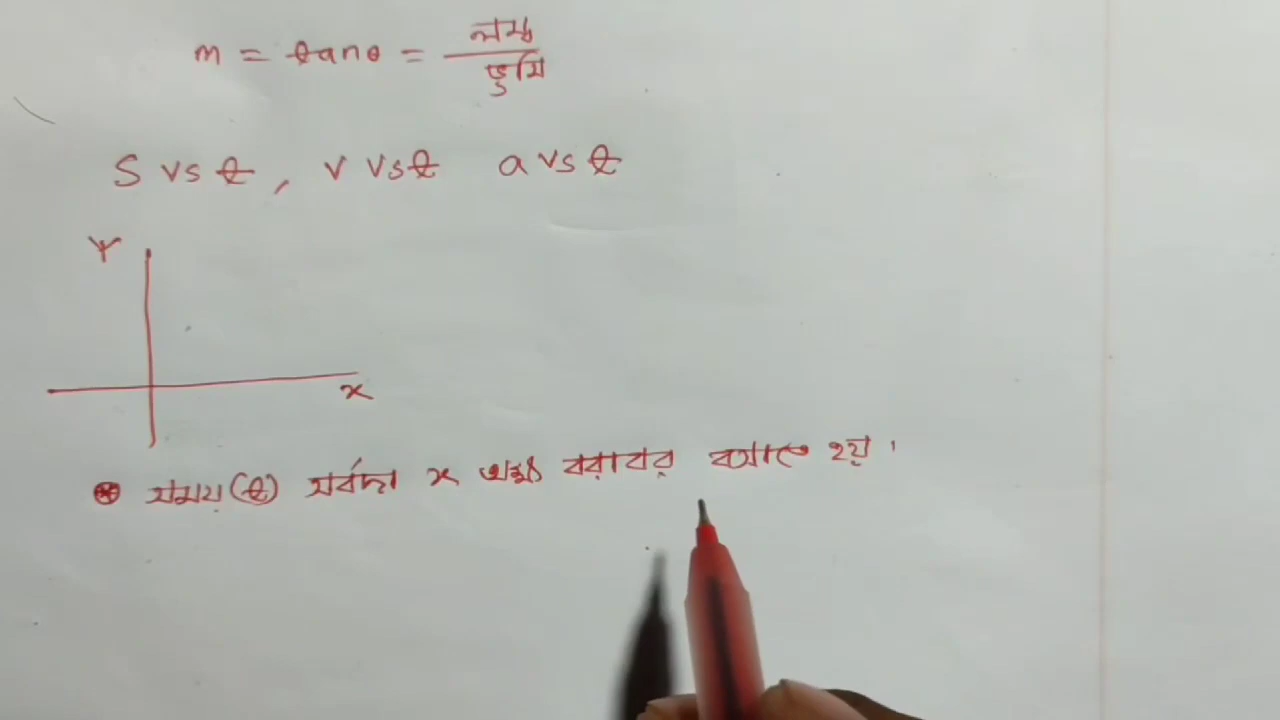 m = tanθ = লম্ব / ভূমি
S vs t, v vs t a vs t
Y
x
সময় (t) সর্বদা x অক্ষ বরাবর বসাতে হয়।